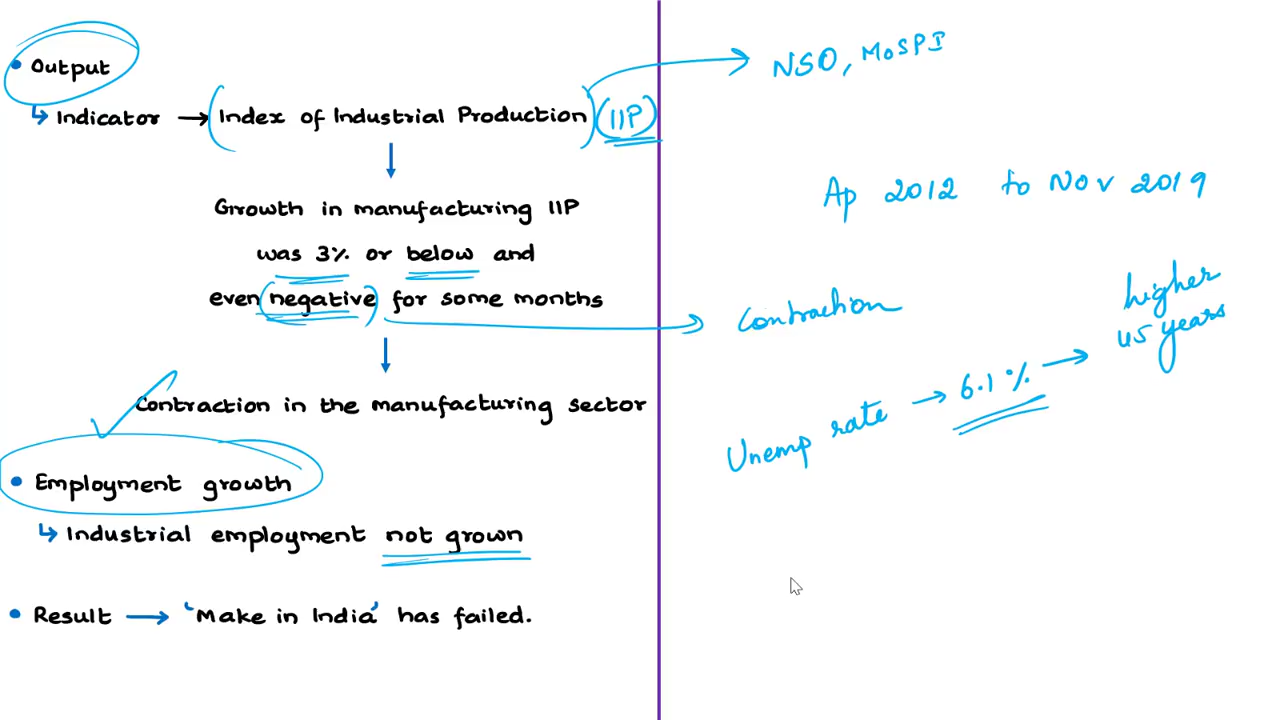 • Output
↳ Indicator → (Index of Industrial Production) (IIP)
Growth in manufacturing IIP
was 3% or below and
even (negative) for some months
Contraction in the manufacturing sector
• Employment growth
↳ Industrial employment not grown
• Result → 'Make in India' has failed.
NSO, MoSPI
Ap 2012 to Nov 2019
Contraction
Unemp rate → 6.1% →
higher
45 years